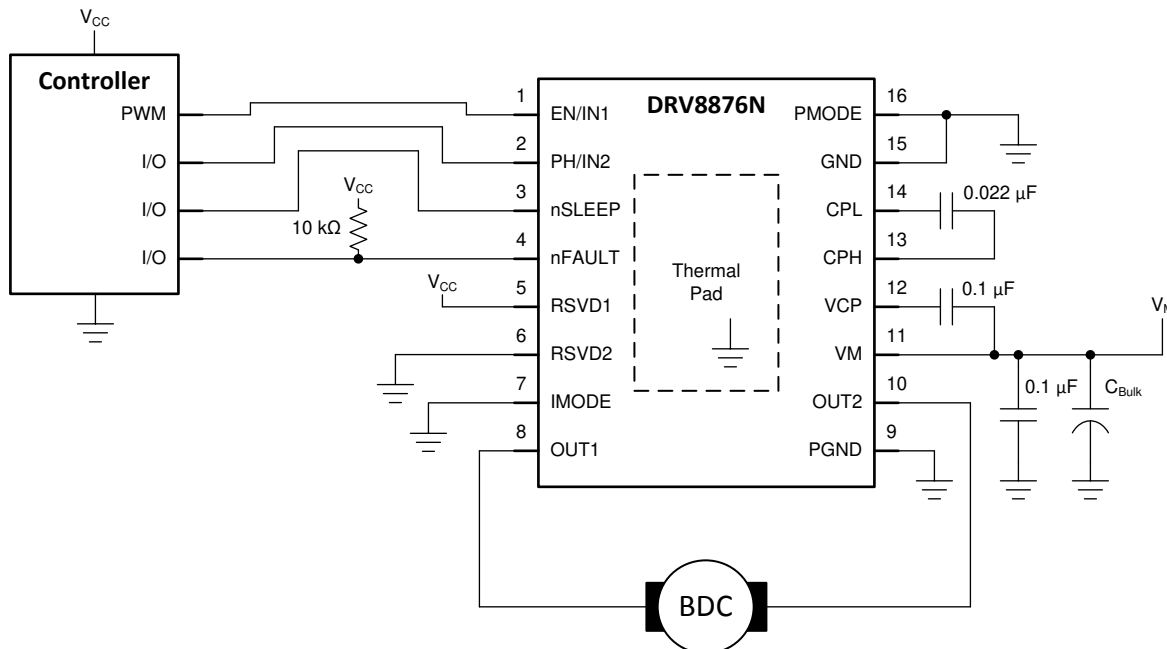 VCC
Controller
PWM
I/O
I/O
I/O
VCC
10 kΩ
VCC
1
2
3
4
5
6
7
8
DRV8876N
EN/IN1
PH/IN2
nSLEEP
nFAULT
RSVD1
RSVD2
IMODE
OUT1
Thermal
Pad
PMODE
GND
CPL
CPH
VCP
VM
OUT2
PGND
16
15
14
13
12
11
10
9
0.022 µF
0.1 µF
0.1 µF
CBulk
BDC